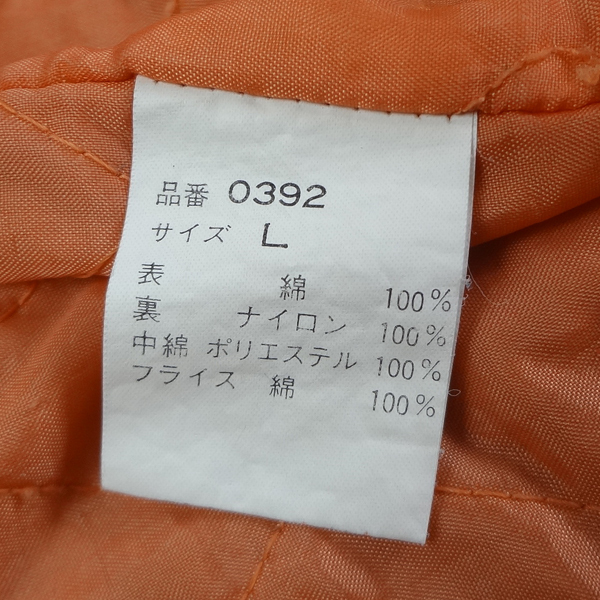 品番 0392
サイズ L
表 綿 100%
裏 ナイロン 100%
中綿 ポリエステル 100%
フライス 綿 100%